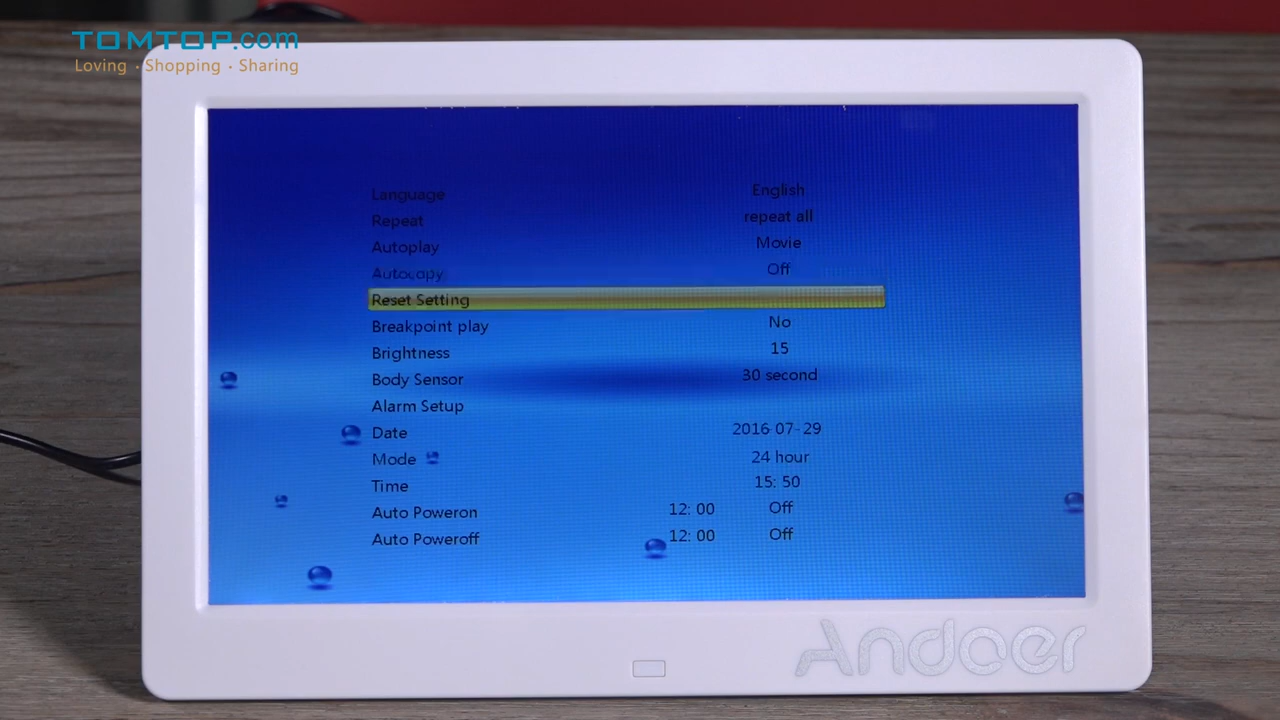 TOMTOP.com
Loving · Shopping · Sharing
Language English
Repeat repeat all
Autoplay Movie
Autocopy Off
Reset Setting
Breakpoint play No
Brightness 15
Body Sensor 30 second
Alarm Setup
Date 2016-07-29
Mode 24 hour
Time 15: 50
Auto Poweron 12: 00 Off
Auto Poweroff 12: 00 Off
Andoer